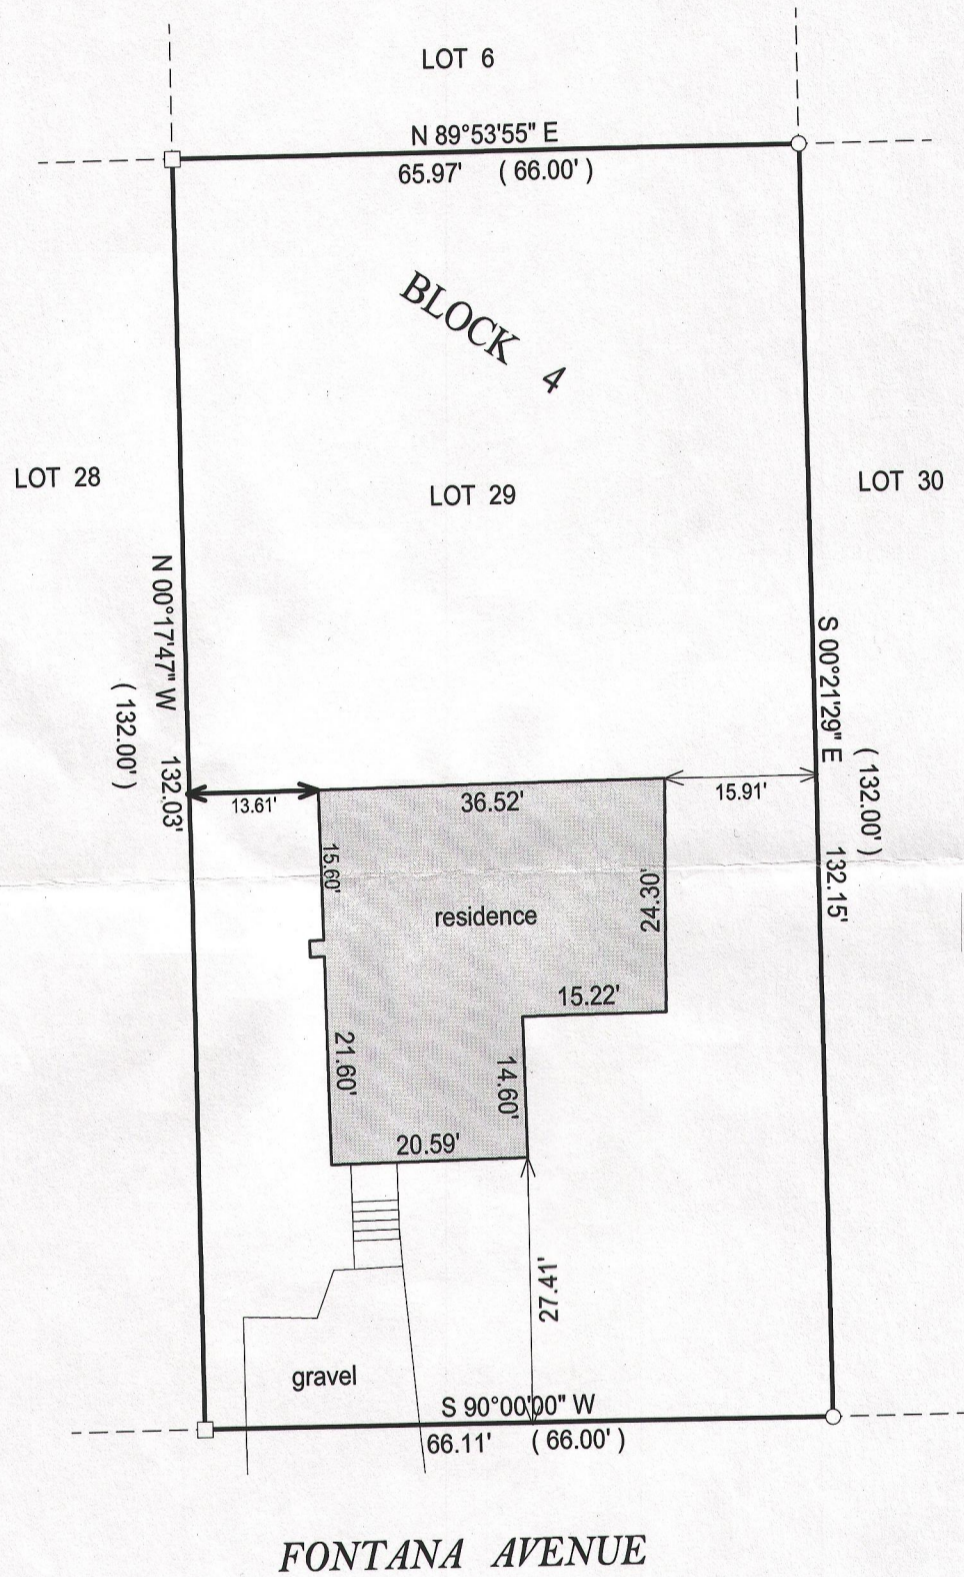 LOT 6
N 89°53'55" E
65.97' ( 66.00' )
BLOCK 4
LOT 28
LOT 29
LOT 30
N 00°17'47" W 132.03'
( 132.00' )
S 00°21'29" E 132.15'
( 132.00' )
13.61'
36.52'
15.91'
15.60'
residence
24.30'
15.22'
21.60'
14.60'
20.59'
27.41'
gravel
S 90°00'00" W
66.11' ( 66.00' )
FONTANA AVENUE